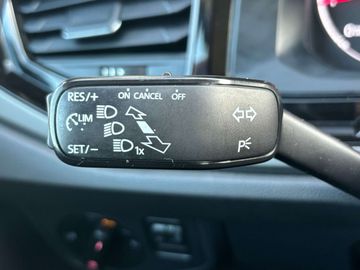 RES/+ ON CANCEL OFF
LIM
SET/- 1x
P